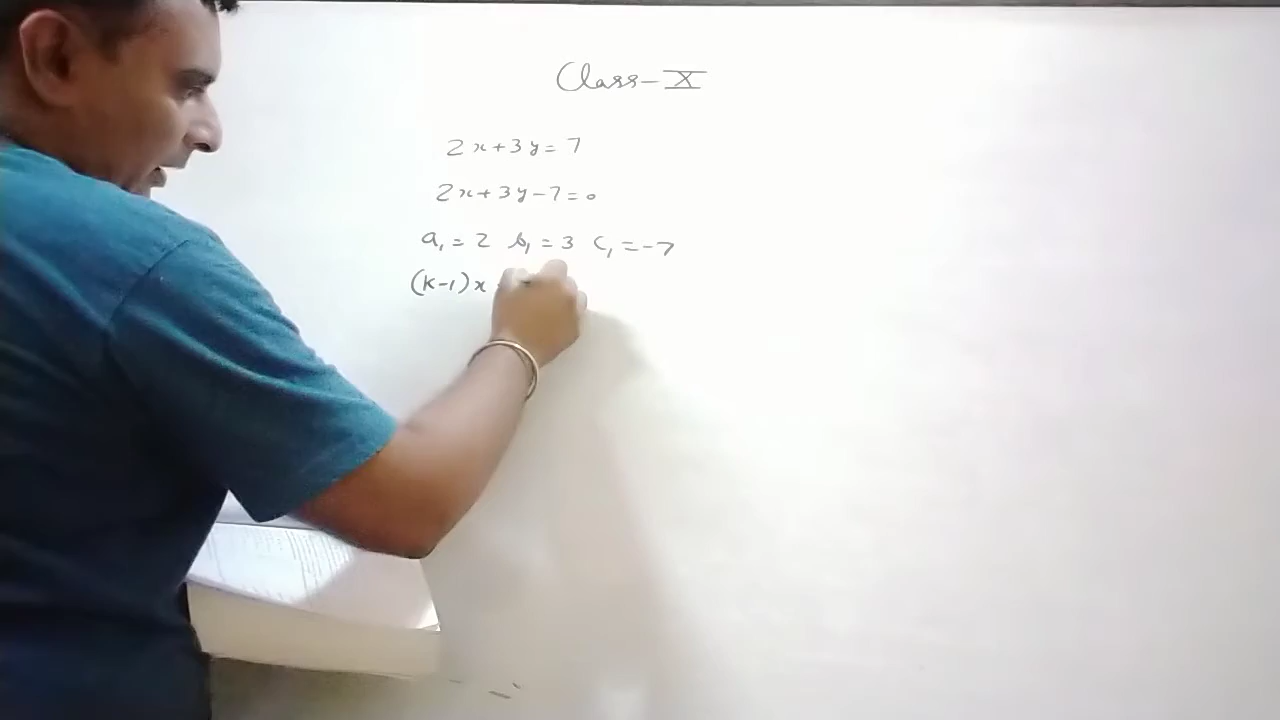 Class-X
2x+3y=7
2x+3y-7=0
a₁=2 b₁=3 c₁=-7
(k-1)x